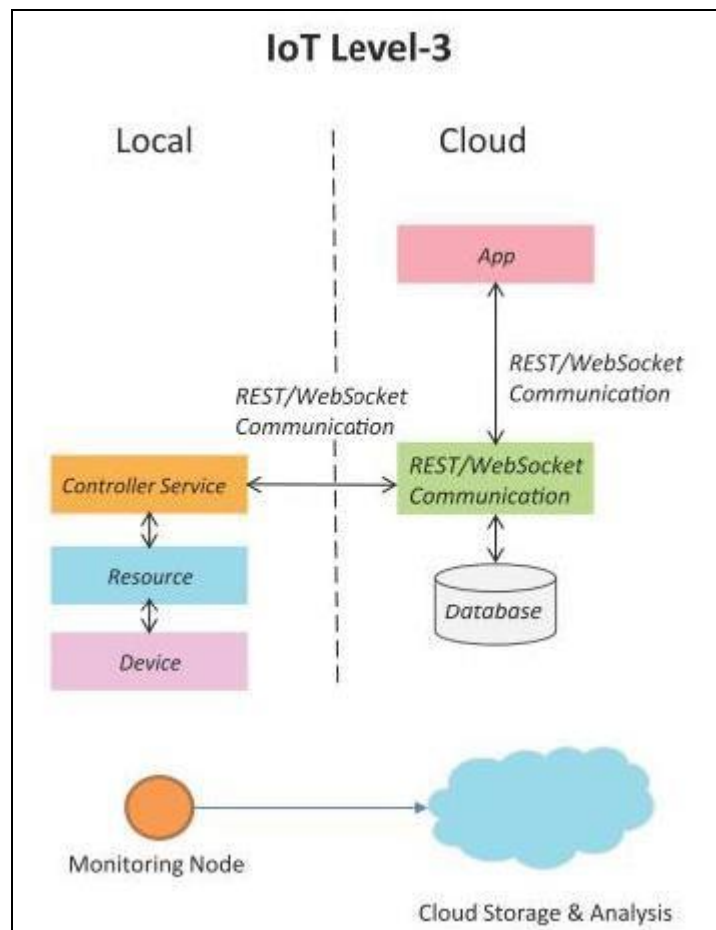 IoT Level-3
Local
Cloud
App
REST/WebSocket
Communication
REST/WebSocket
Communication
Controller Service
REST/WebSocket
Communication
Resource
Database
Device
Monitoring Node
Cloud Storage & Analysis